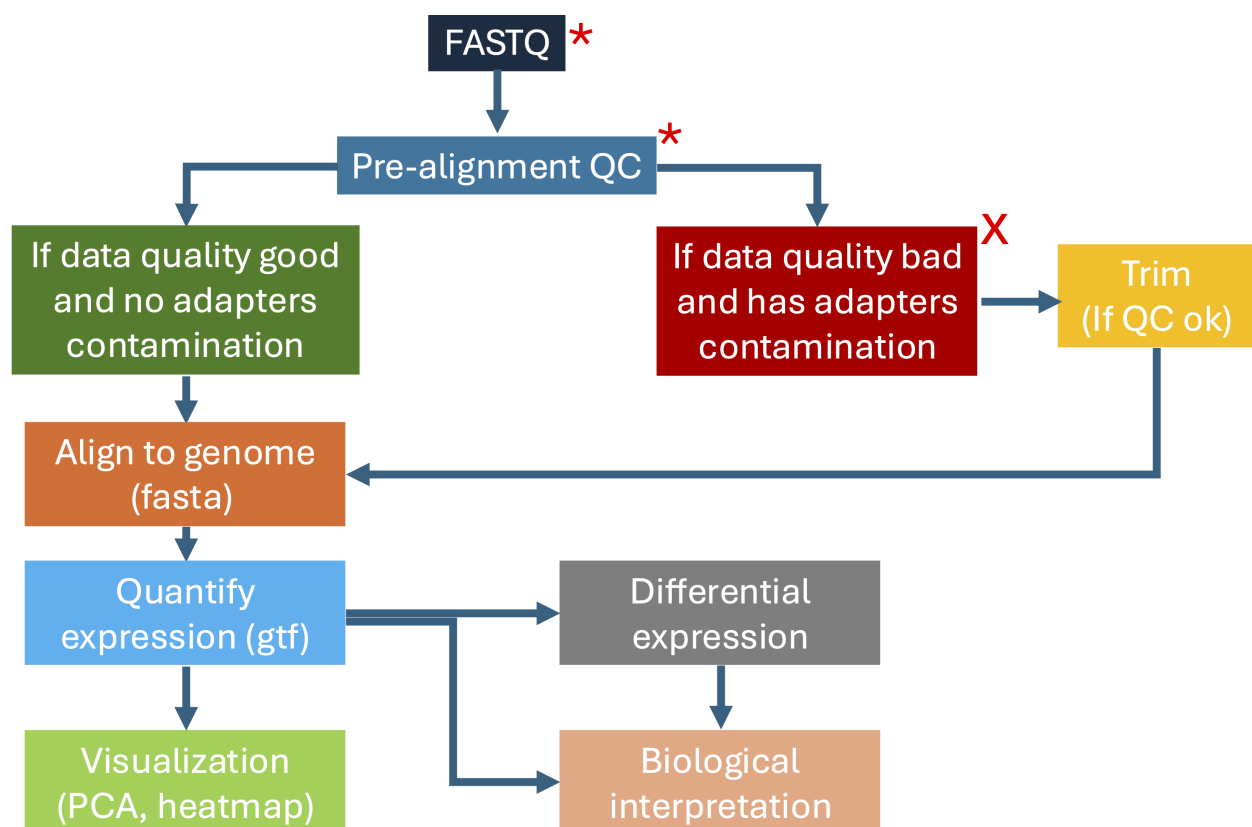 FASTQ *
Pre-alignment QC *
If data quality good
and no adapters
contamination
If data quality bad
and has adapters
contamination
X
Trim
(If QC ok)
Align to genome
(fasta)
Quantify
expression (gtf)
Differential
expression
Visualization
(PCA, heatmap)
Biological
interpretation